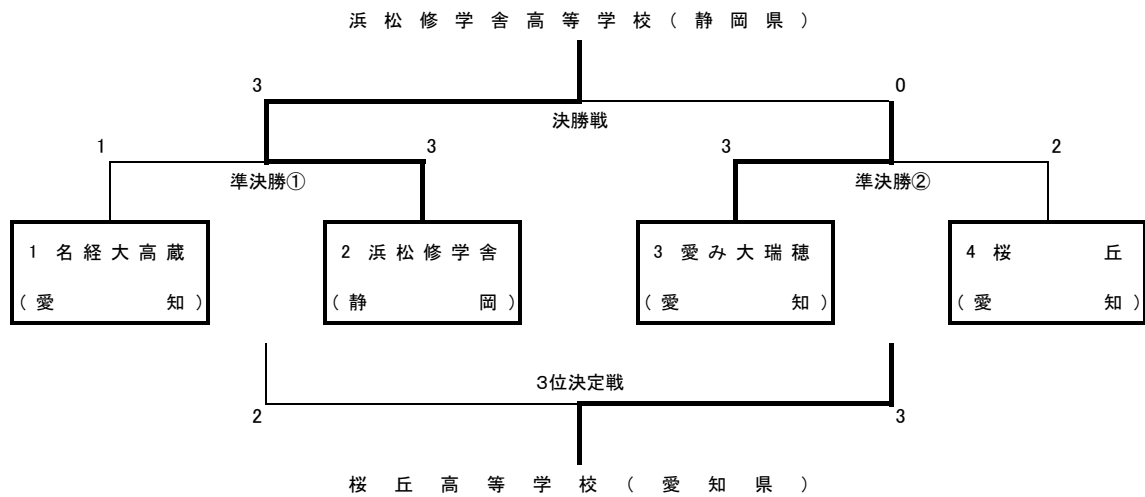 浜松修学舎高等学校(静岡県)
3 0
決勝戦
1 3 3 2
準決勝① 準決勝②
1 名経大高蔵 2 浜松修学舎 3 愛み大瑞穂 4 桜丘
(愛知) (静岡) (愛知) (愛知)
3位決定戦
2 3
桜丘高等学校(愛知県)